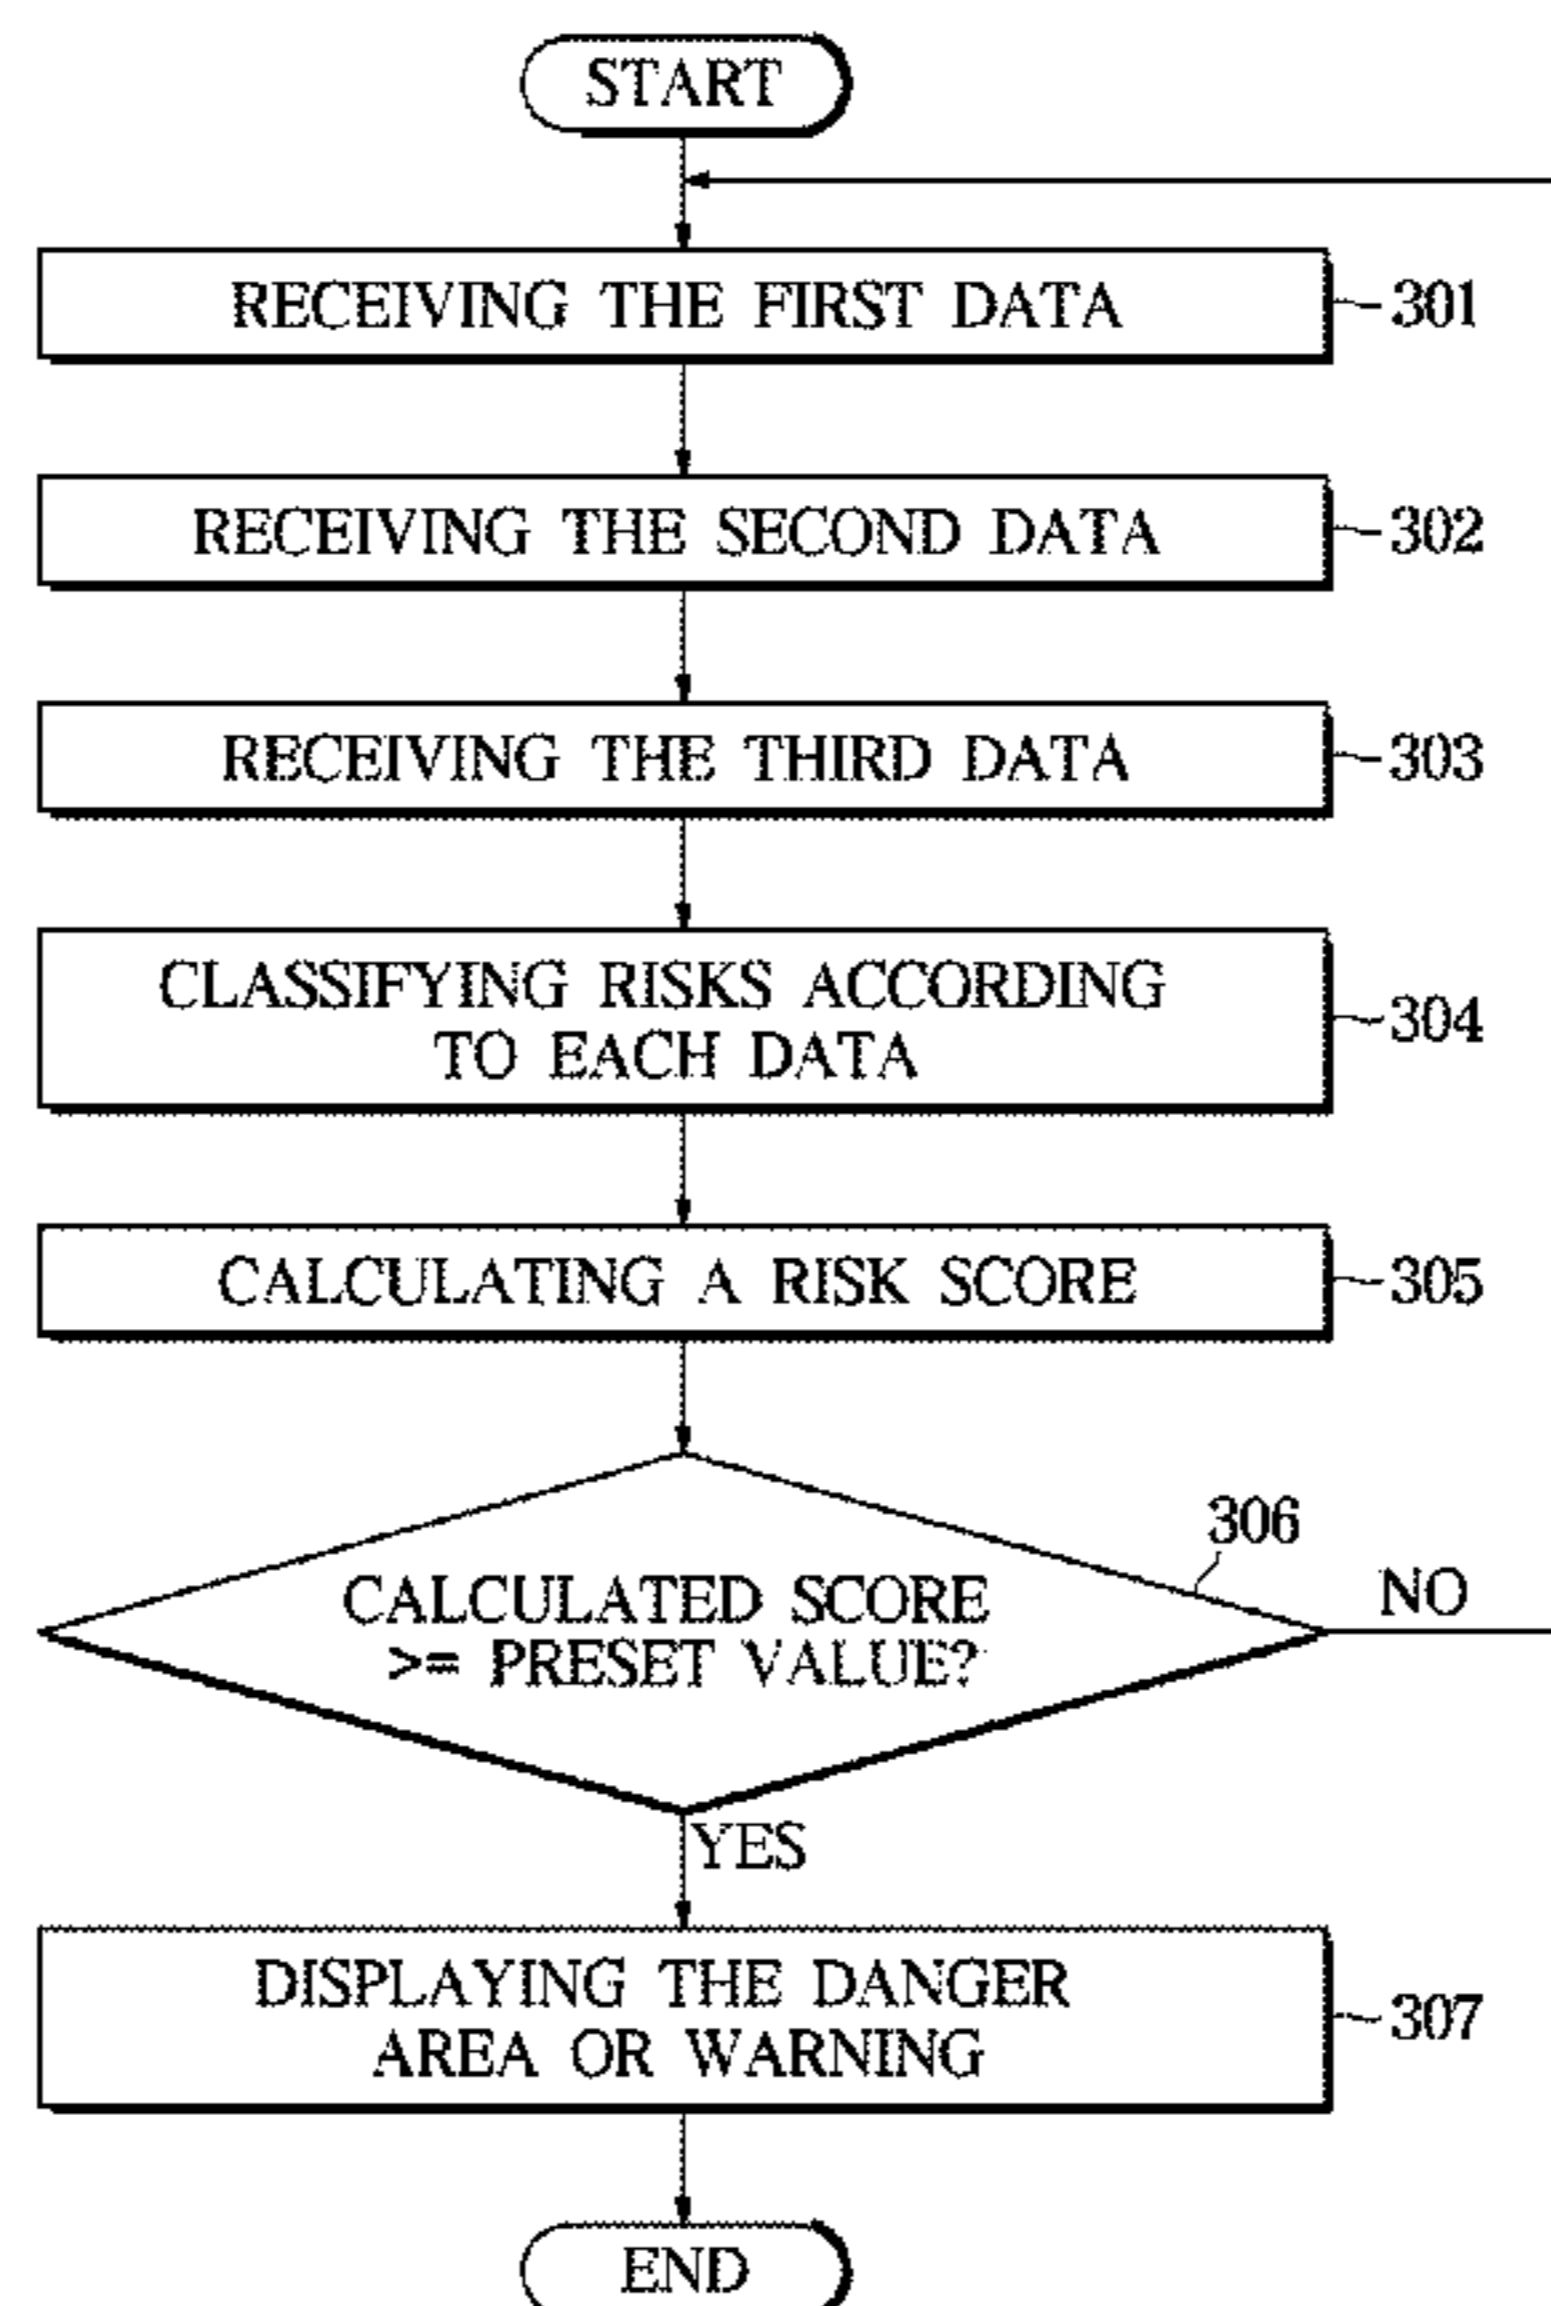 START
RECEIVING THE FIRST DATA
301
RECEIVING THE SECOND DATA
302
RECEIVING THE THIRD DATA
303
CLASSIFYING RISKS ACCORDING
TO EACH DATA
304
CALCULATING A RISK SCORE
305
306
CALCULATED SCORE
>= PRESET VALUE?
NO
YES
DISPLAYING THE DANGER
AREA OR WARNING
307
END